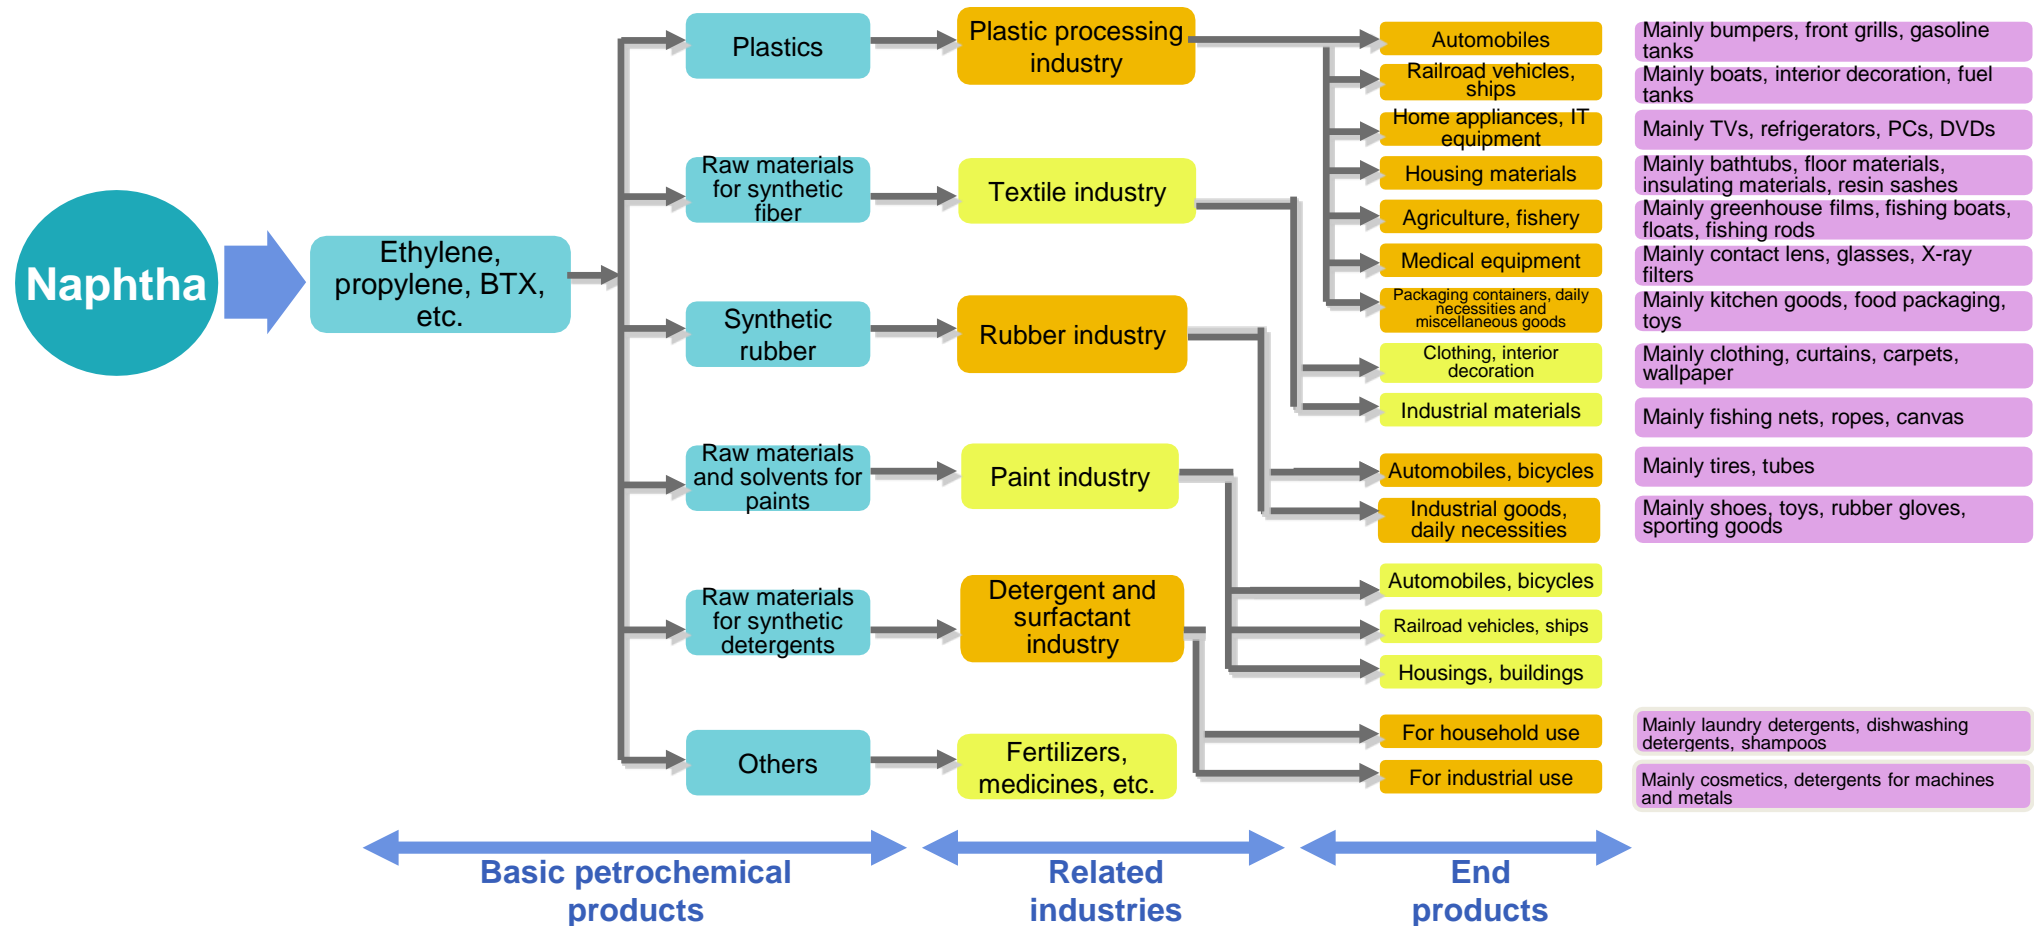 Naphtha
Ethylene,
propylene, BTX,
etc.
Plastics
Raw materials
for synthetic
fiber
Synthetic
rubber
Raw materials
and solvents for
paints
Raw materials
for synthetic
detergents
Others
Plastic processing
industry
Textile industry
Rubber industry
Paint industry
Detergent and
surfactant
industry
Fertilizers,
medicines, etc.
Automobiles
Mainly bumpers, front grills, gasoline
tanks
Railroad vehicles,
ships
Mainly boats, interior decoration, fuel
tanks
Home appliances, IT
equipment
Mainly TVs, refrigerators, PCs, DVDs
Housing materials
Mainly bathtubs, floor materials,
insulating materials, resin sashes
Agriculture, fishery
Mainly greenhouse films, fishing boats,
floats, fishing rods
Medical equipment
Mainly contact lens, glasses, X-ray
filters
Packaging containers, daily
necessities and
miscellaneous goods
Mainly kitchen goods, food packaging,
toys
Clothing, interior
decoration
Mainly clothing, curtains, carpets,
wallpaper
Industrial materials
Mainly fishing nets, ropes, canvas
Automobiles, bicycles
Mainly tires, tubes
Industrial goods,
daily necessities
Mainly shoes, toys, rubber gloves,
sporting goods
Automobiles, bicycles
Railroad vehicles, ships
Housings, buildings
For household use
Mainly laundry detergents, dishwashing
detergents, shampoos
For industrial use
Mainly cosmetics, detergents for machines
and metals
Basic petrochemical
products
Related
industries
End
products